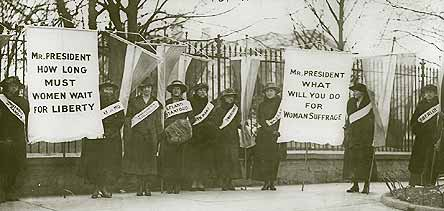 MR. PRESIDENT
HOW LONG
MUST
WOMEN WAIT
FOR LIBERTY
MR. PRESIDENT
WHAT
WILL YOU DO
FOR
WOMAN SUFFRAGE